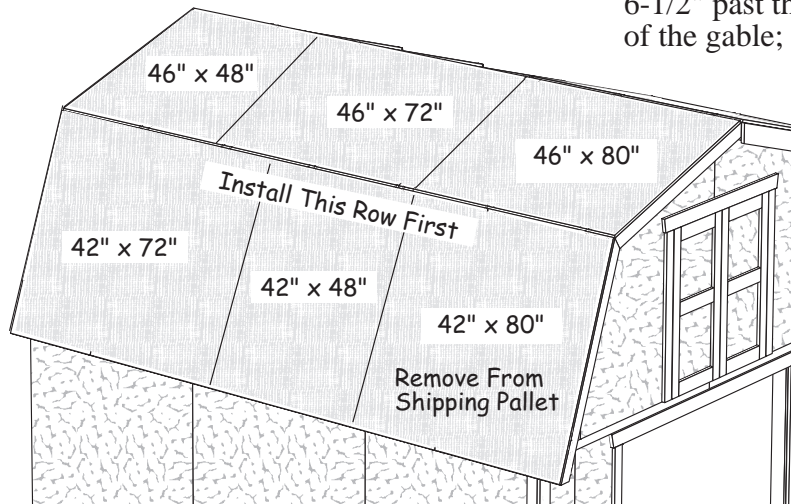 6-1/2" past th
of the gable;
46" x 48"
46" x 72"
46" x 80"
Install This Row First
42" x 72"
42" x 48"
42" x 80"
Remove From
Shipping Pallet